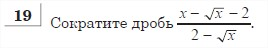 19 Сократите дробь (x − √x − 2)/(2 − √x).